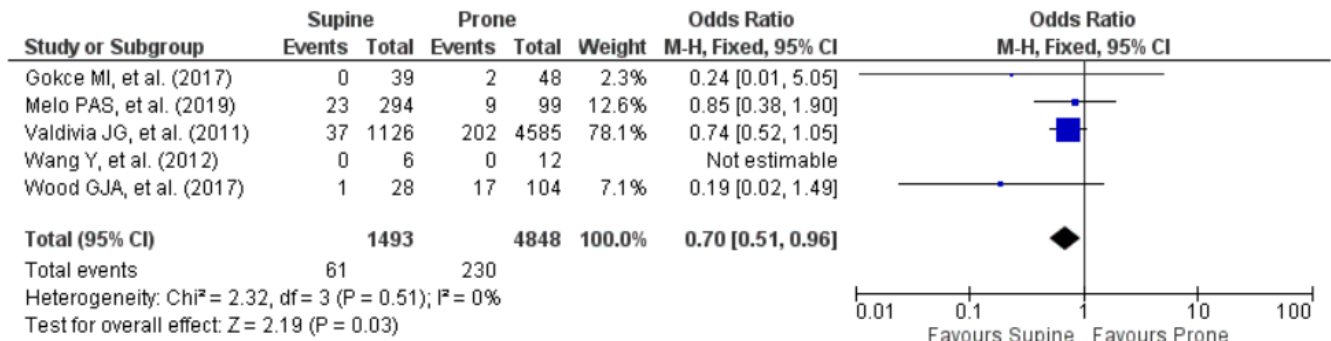 Supine Prone Odds Ratio Odds Ratio
Study or Subgroup Events Total Events Total Weight M-H, Fixed, 95% CI M-H, Fixed, 95% CI
Gokce MI, et al. (2017) 0 39 2 48 2.3% 0.24 [0.01, 5.05]
Melo PAS, et al. (2019) 23 294 9 99 12.6% 0.85 [0.38, 1.90]
Valdivia JG, et al. (2011) 37 1126 202 4585 78.1% 0.74 [0.52, 1.05]
Wang Y, et al. (2012) 0 6 0 12 Not estimable
Wood GJA, et al. (2017) 1 28 17 104 7.1% 0.19 [0.02, 1.49]
Total (95% CI) 1493 4848 100.0% 0.70 [0.51, 0.96]
Total events 61 230
Heterogeneity: Chi² = 2.32, df = 3 (P = 0.51); I² = 0%
Test for overall effect: Z = 2.19 (P = 0.03)
0.01 0.1 1 10 100
Favours Supine Favours Prone